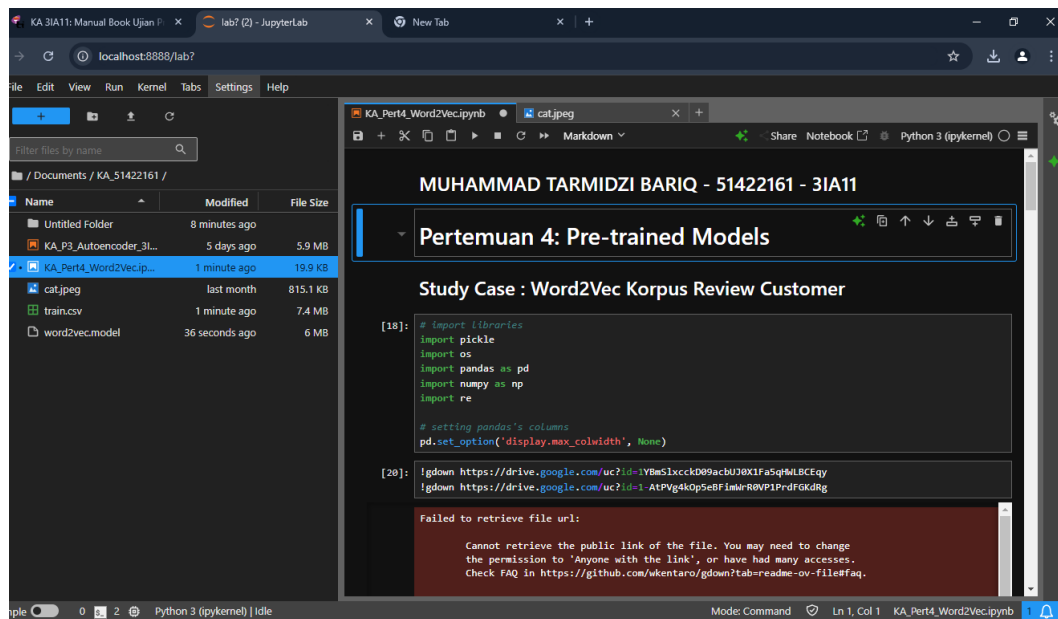 KA 3IA11: Manual Book Ujian P
lab? (2) - JupyterLab
New Tab
localhost:8888/lab?
File Edit View Run Kernel Tabs Settings Help
Filter files by name
/ Documents / KA_51422161 /
Name Modified File Size
Untitled Folder 8 minutes ago
KA_P3_Autoencoder_3I... 5 days ago 5.9 MB
KA_Pert4_Word2Vec.ip... 1 minute ago 19.9 KB
cat.jpeg last month 815.1 KB
train.csv 1 minute ago 7.4 MB
word2vec.model 36 seconds ago 6 MB
KA_Pert4_Word2Vec.ipynb
cat.jpeg
Markdown
Share Notebook Python 3 (ipykernel)
MUHAMMAD TARMIDZI BARIQ - 51422161 - 3IA11
Pertemuan 4: Pre-trained Models
Study Case : Word2Vec Korpus Review Customer
[18]: # import libraries
import pickle
import os
import pandas as pd
import numpy as np
import re
# setting pandas's columns
pd.set_option('display.max_colwidth', None)
[20]: !gdown https://drive.google.com/uc?id=1YBmSlxcckD09acbUJ0X1Fa5qHWLBCEqy
!gdown https://drive.google.com/uc?id=1-AtPVg4kOp5eBFimWrR0VP1PrdFGKdRg
Failed to retrieve file url:
Cannot retrieve the public link of the file. You may need to change
the permission to 'Anyone with the link', or have had many accesses.
Check FAQ in https://github.com/wkentaro/gdown?tab=readme-ov-file#faq.
mple 0 2 Python 3 (ipykernel) | Idle
Mode: Command Ln 1, Col 1 KA_Pert4_Word2Vec.ipynb 1